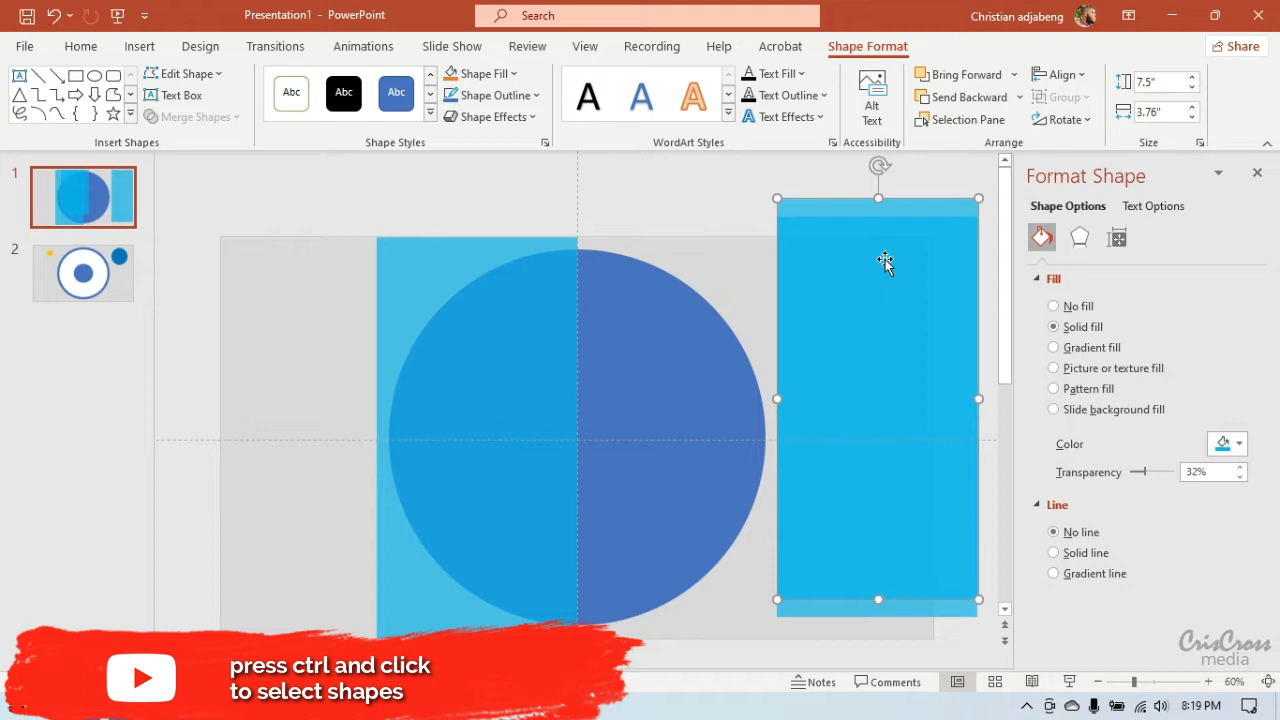 Presentation1 - PowerPoint
Search
Christian adjabeng
File Home Insert Draw Design Transitions Animations Slide Show Review View Recording Help Acrobat Shape Format
Share
Edit Shape
Text Box
Merge Shapes
Insert Shapes
Abc Abc Abc
Shape Fill
Shape Outline
Shape Effects
Shape Styles
A A A
Text Fill
Text Outline
Text Effects
WordArt Styles
Alt
Text
Accessibility
Bring Forward
Send Backward
Selection Pane
Align
Group
Rotate
Arrange
7.5"
3.76"
Size
1
2
Format Shape
Shape Options Text Options
Fill
No fill
Solid fill
Gradient fill
Picture or texture fill
Pattern fill
Slide background fill
Color
Transparency 32%
Line
No line
Solid line
Gradient line
CrisCross
media
press ctrl and click
to select shapes
Notes Comments 60%
8:19 PM